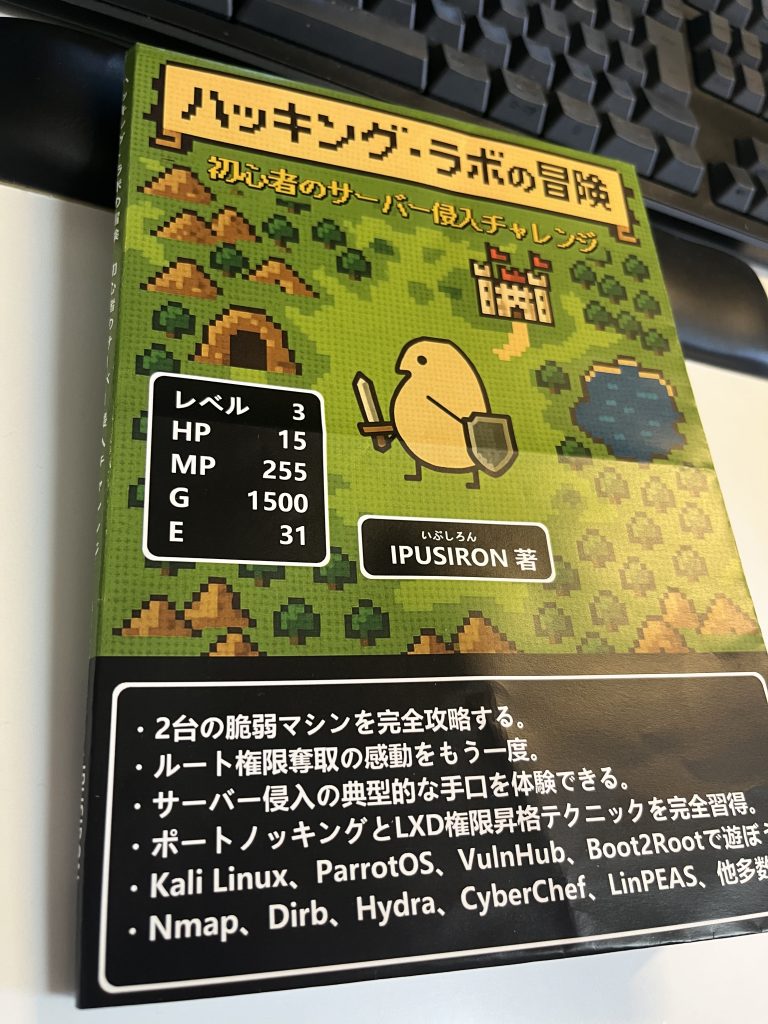 ハッキング・ラボの冒険
初心者のサーバー侵入チャレンジ
レベル 3
HP 15
MP 255
G 1500
E 31
いぶしろん
IPUSIRON 著
・2台の脆弱マシンを完全攻略する。
・ルート権限奪取の感動をもう一度。
・サーバー侵入の典型的な手口を体験できる。
・ポートノッキングとLXD権限昇格テクニックを完全習得。
・Kali Linux、ParrotOS、VulnHub、Boot2Rootで遊ぼう
・Nmap、Dirb、Hydra、CyberChef、LinPEAS、他多数